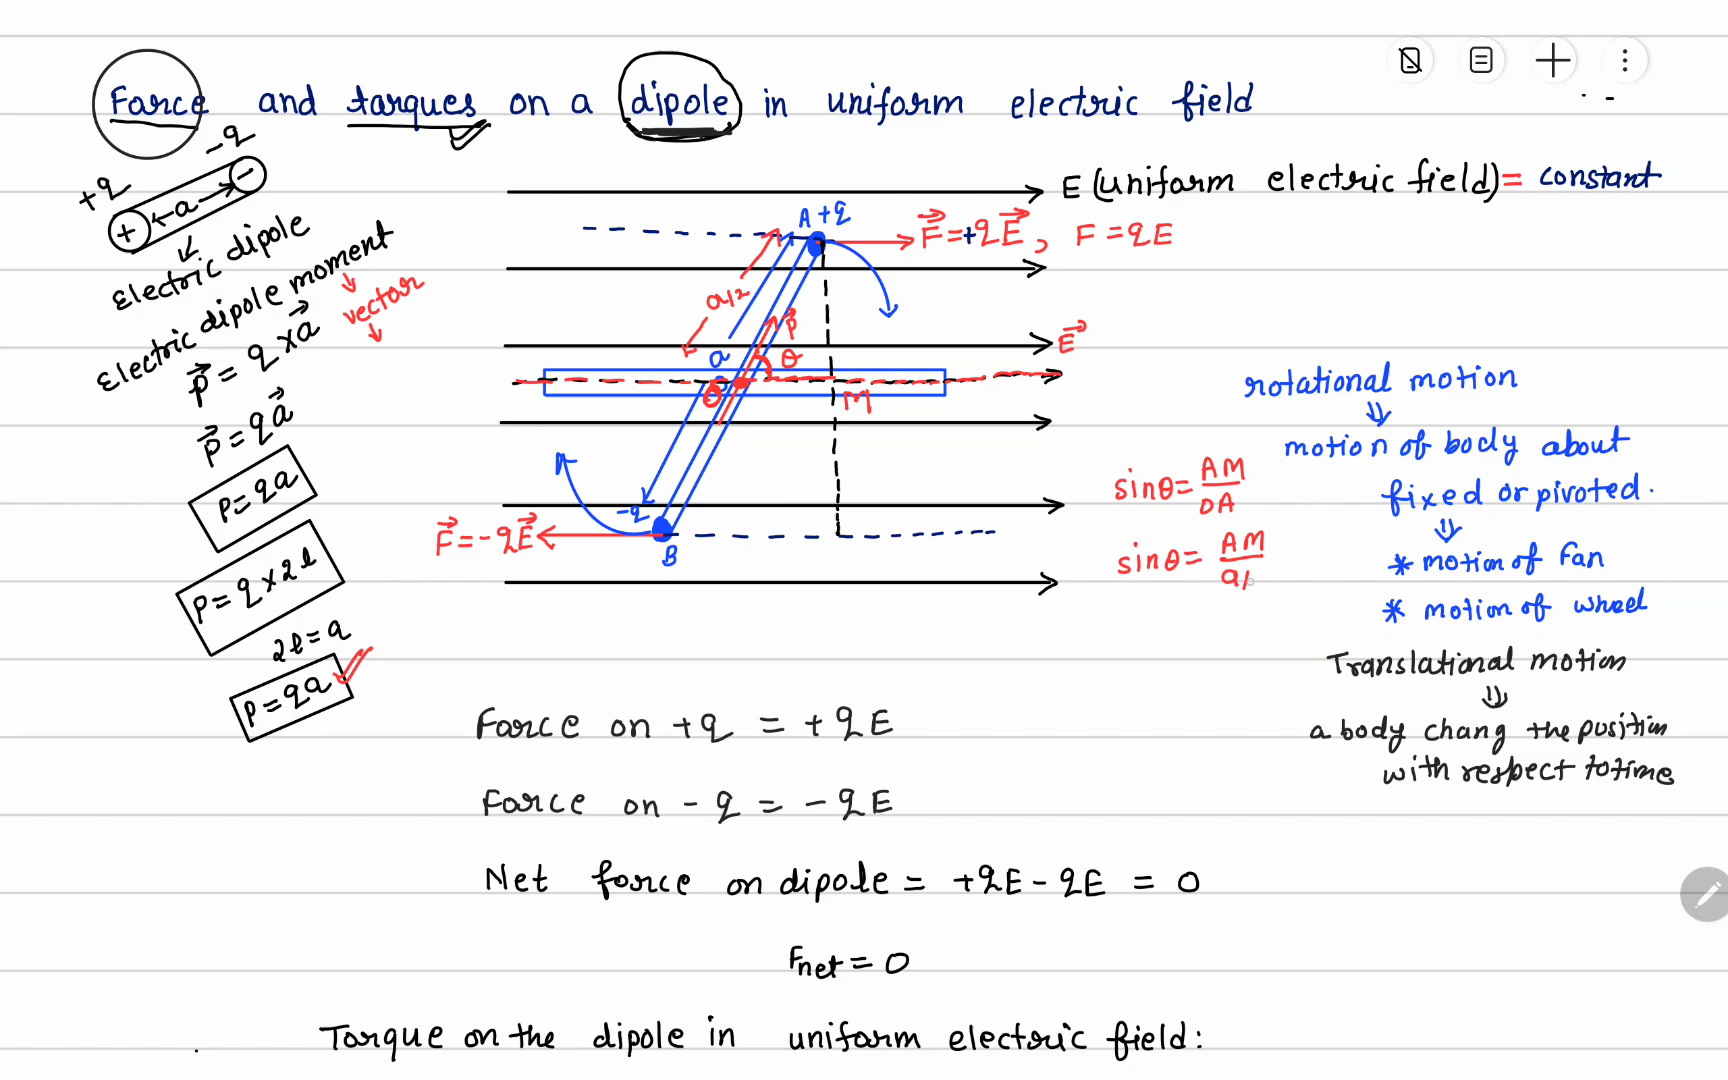 Force and torques on a dipole in uniform electric field
-q
+q
+ ←a→ -
Electric dipole
Electric dipole moment
vector
p⃗ = q×a⃗
p⃗ = qa⃗
P=qa
P= q×2l
2l=a
P=qa
E (uniform electric field) = constant
A +q
F⃗ = +qE⃗, F = qE
a/2
p⃗
E⃗
a
θ
O
M
-q
F⃗ = -qE⃗
B
sinθ = AM/OA
sinθ = AM/a/
rotational motion
⇓
motion of body about
fixed or pivoted.
⇓
* motion of Fan
* motion of wheel
Translational motion
⇓
a body chang the position
with respect to time
Force on +q = +qE
Force on -q = -qE
Net force on dipole = +qE - qE = 0
Fnet = 0
Torque on the dipole in uniform electric field: